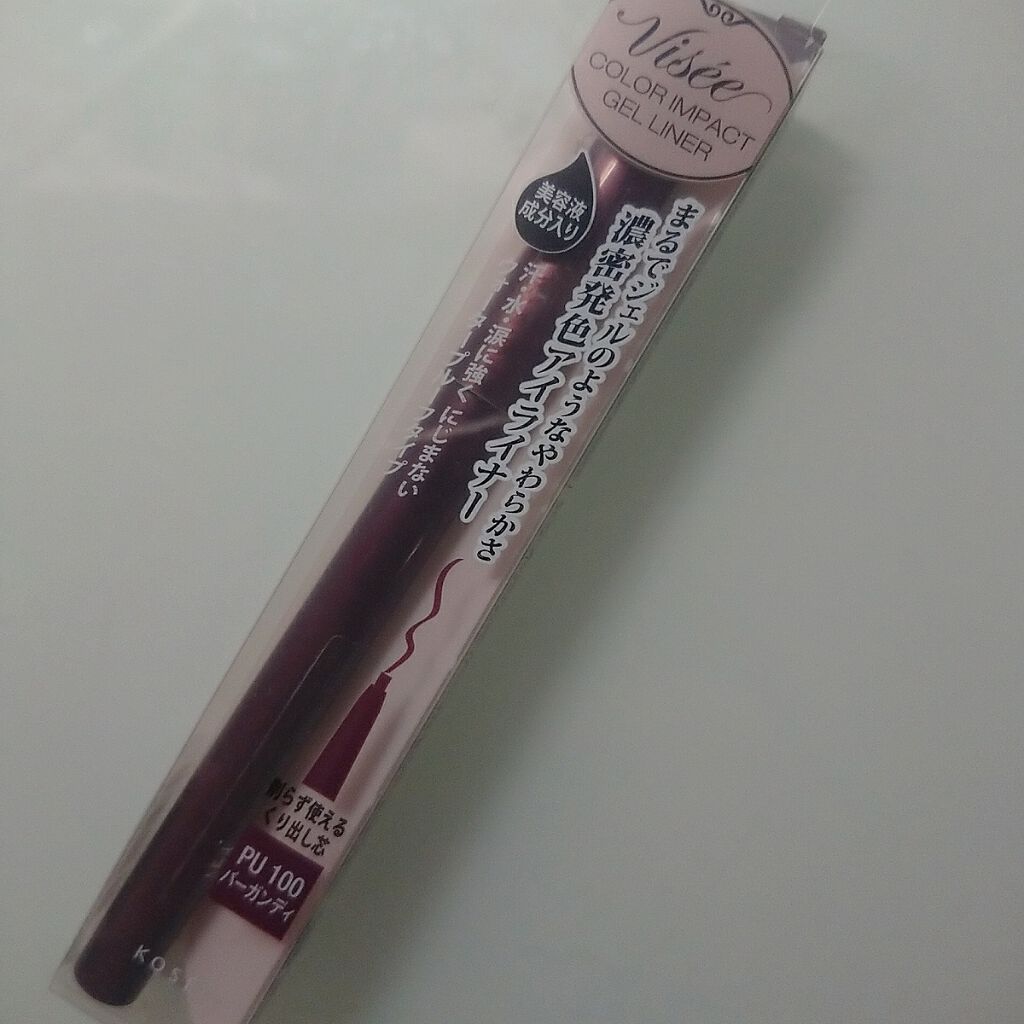 Visée
COLOR IMPACT
GEL LINER
美容液
成分入り
まるでジェルのようなやわらかさ
濃密発色アイライナー
汗・水・涙に強く にじまない
ウォータープルーフタイプ
削らず使える
くり出し芯
PU 100
バーガンディ
KOSÉ